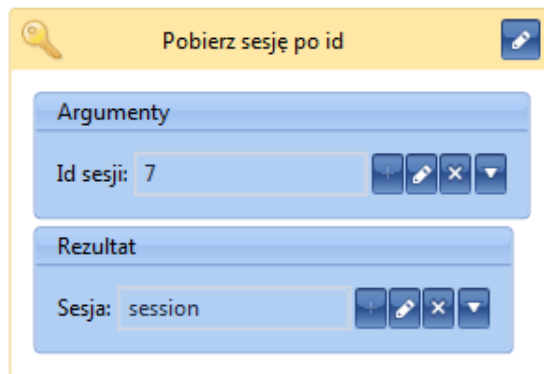 Pobierz sesję po id
Argumenty
Id sesji: 7
Rezultat
Sesja: session